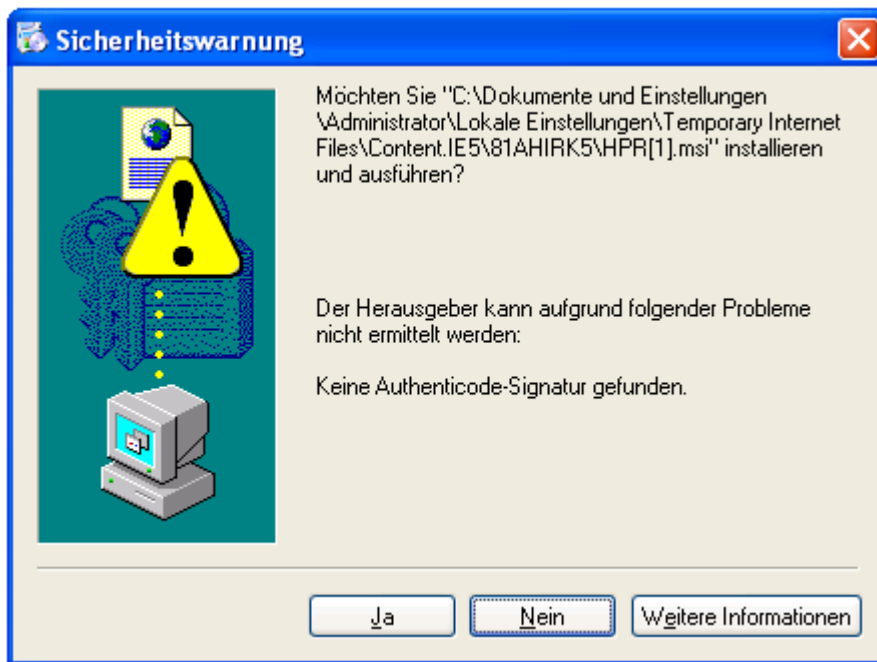 Sicherheitswarnung
Möchten Sie "C:\Dokumente und Einstellungen
\Administrator\Lokale Einstellungen\Temporary Internet
Files\Content.IE5\81AHIRK5\HPR[1].msi" installieren
und ausführen?
Der Herausgeber kann aufgrund folgender Probleme
nicht ermittelt werden:
Keine Authenticode-Signatur gefunden.
Ja
Nein
Weitere Informationen